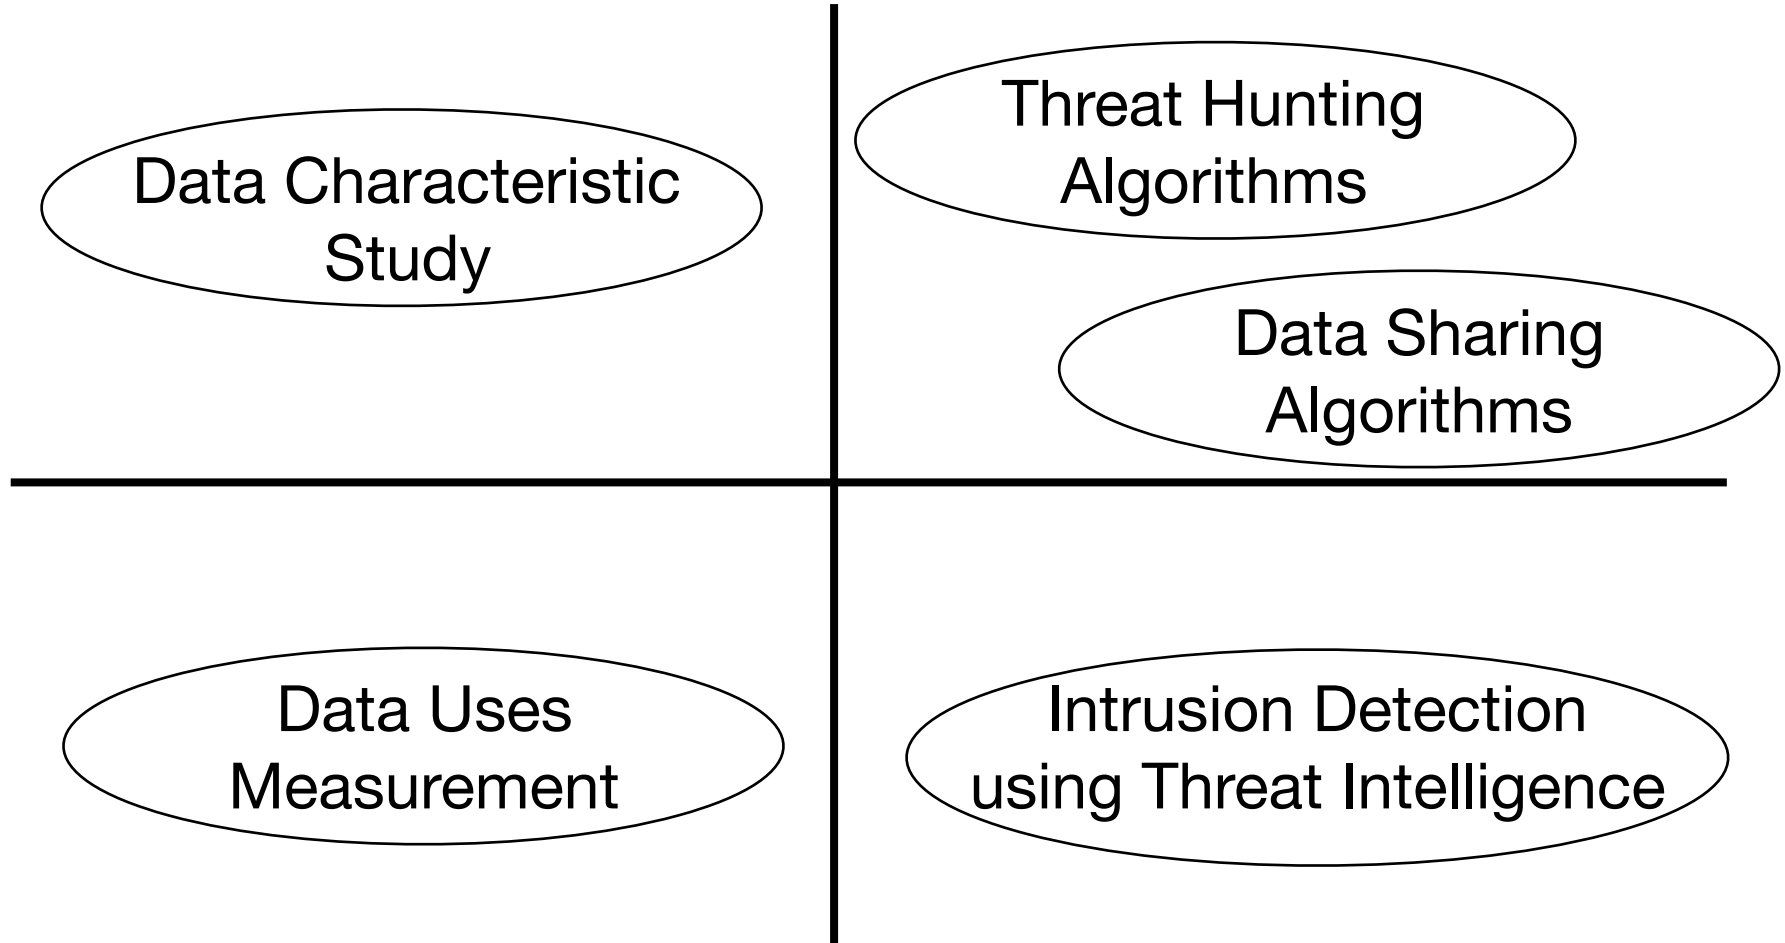 Data Characteristic
Study
Threat Hunting
Algorithms
Data Sharing
Algorithms
Data Uses
Measurement
Intrusion Detection
using Threat Intelligence